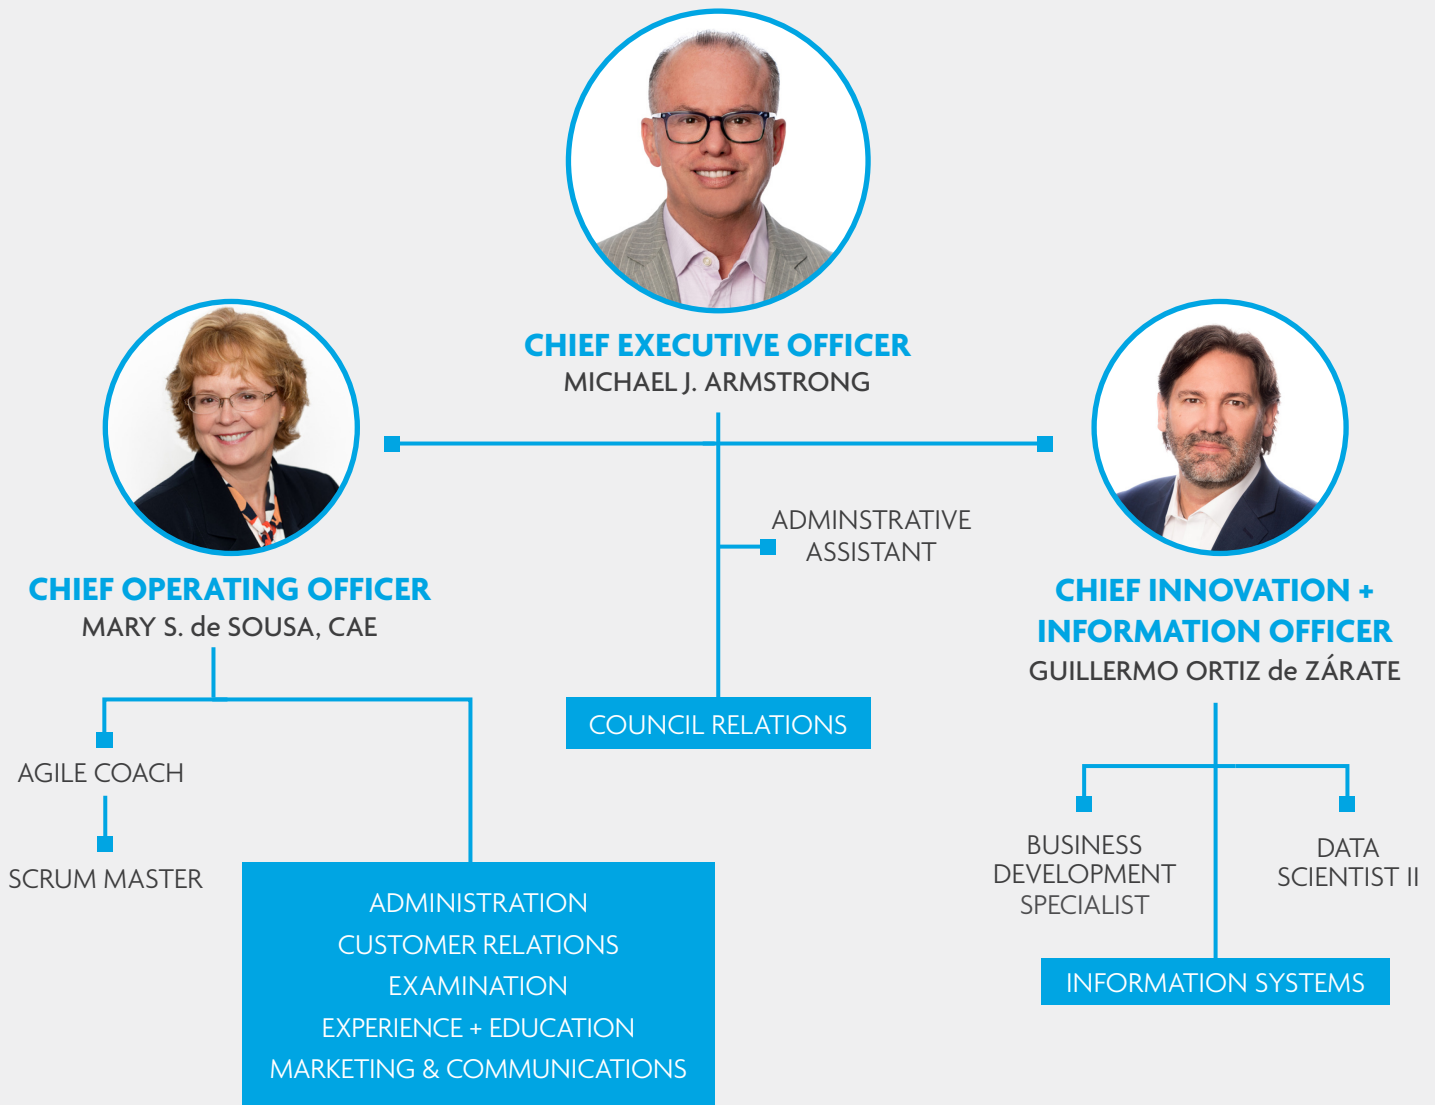 CHIEF EXECUTIVE OFFICER
MICHAEL J. ARMSTRONG
CHIEF OPERATING OFFICER
MARY S. de SOUSA, CAE
ADMINSTRATIVE
ASSISTANT
CHIEF INNOVATION +
INFORMATION OFFICER
GUILLERMO ORTIZ de ZÁRATE
COUNCIL RELATIONS
AGILE COACH
SCRUM MASTER
ADMINISTRATION
CUSTOMER RELATIONS
EXAMINATION
EXPERIENCE + EDUCATION
MARKETING & COMMUNICATIONS
BUSINESS
DEVELOPMENT
SPECIALIST
DATA
SCIENTIST II
INFORMATION SYSTEMS